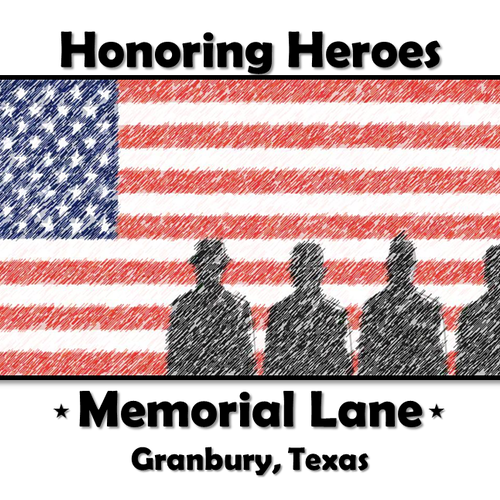 Honoring Heroes
★ Memorial Lane ★
Granbury, Texas